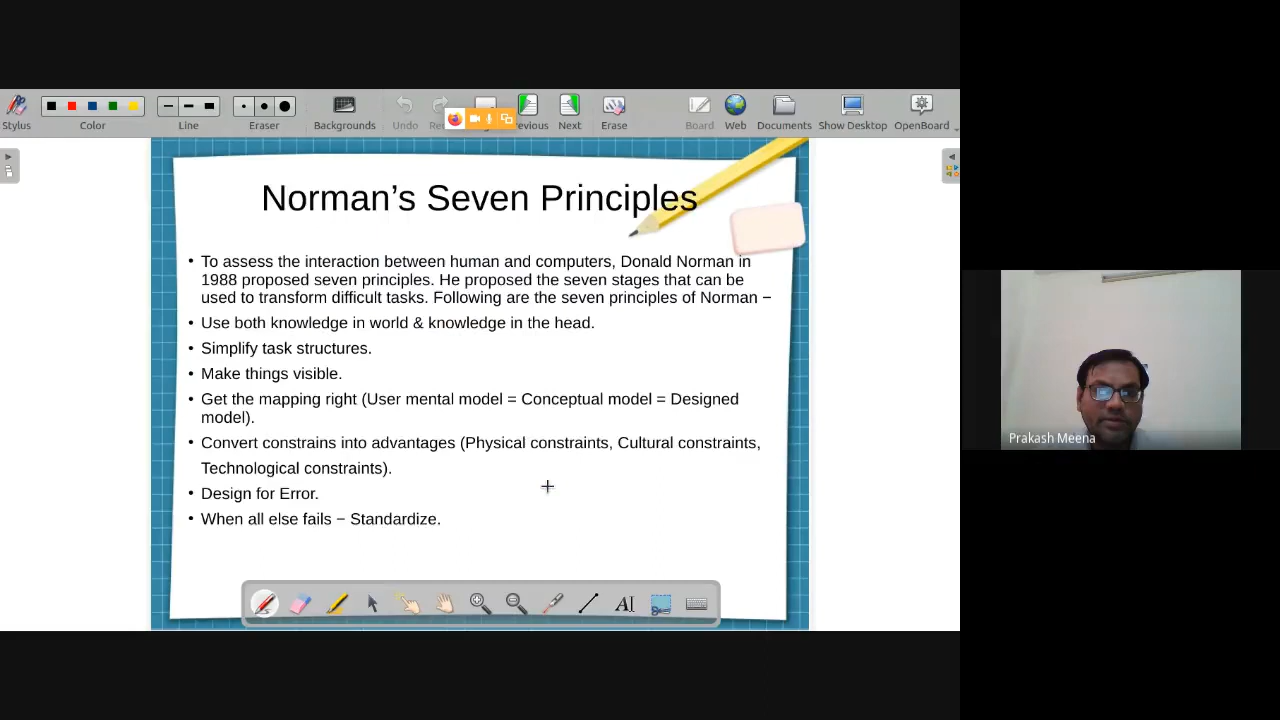 Stylus
Color
Line
Eraser
Backgrounds
Undo
Next
Erase
Board
Web
Documents
Show Desktop
OpenBoard
Norman’s Seven Principles
• To assess the interaction between human and computers, Donald Norman in
1988 proposed seven principles. He proposed the seven stages that can be
used to transform difficult tasks. Following are the seven principles of Norman −
• Use both knowledge in world & knowledge in the head.
• Simplify task structures.
• Make things visible.
• Get the mapping right (User mental model = Conceptual model = Designed
model).
• Convert constrains into advantages (Physical constraints, Cultural constraints,
Technological constraints).
• Design for Error.
• When all else fails − Standardize.
AI
Prakash Meena